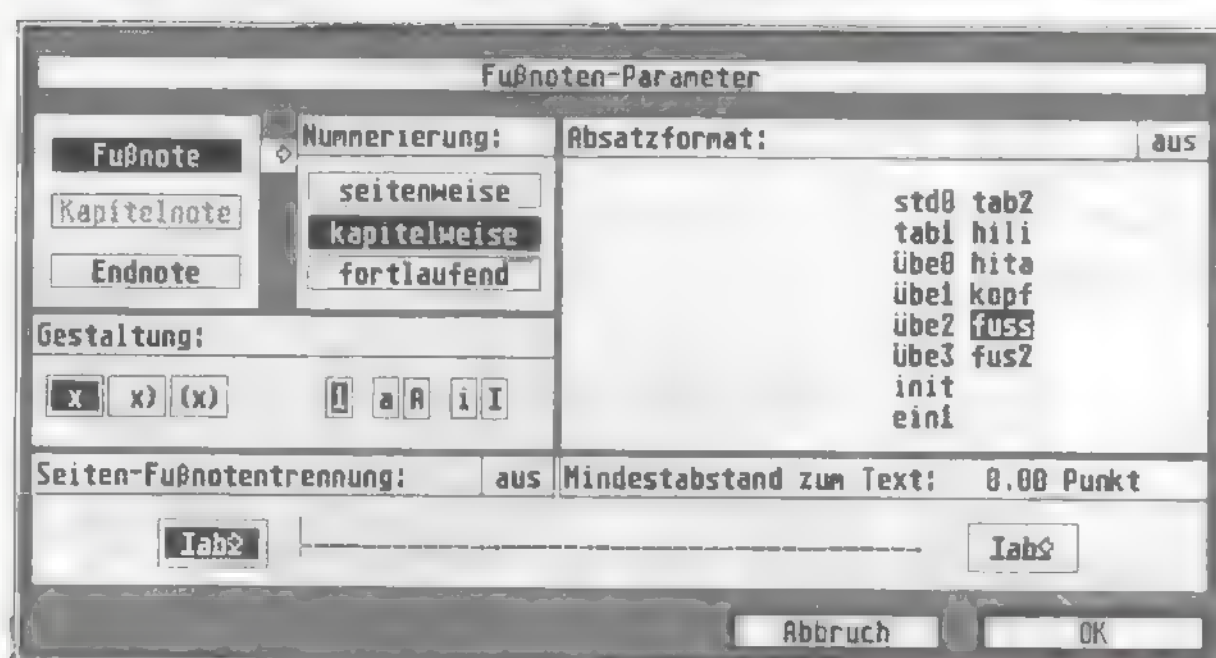 Fußnoten-Parameter
Fußnote
Kapitelnote
Endnote
Nummerierung:
seitenweise
kapitelweise
fortlaufend
Absatzformat: aus
std0 tab2
tab1 hili
übe0 hita
übe1 kopf
übe2 fuss
übe3 fus2
init
ein1
Gestaltung:
x x) (x) 1 a A i I
Seiten-Fußnotentrennung: aus
Mindestabstand zum Text: 0.00 Punkt
Abbruch OK